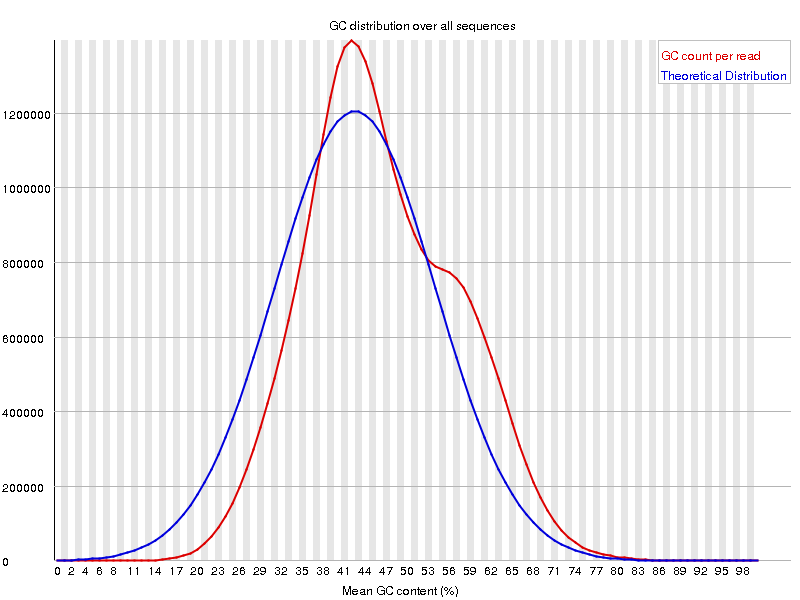 GC distribution over all sequences
GC count per read
Theoretical Distribution
1200000
1000000
800000
600000
400000
200000
0
0 2 4 6 8 11 14 17 20 23 26 29 32 35 38 41 44 47 50 53 56 59 62 65 68 71 74 77 80 83 86 89 92 95 98
Mean GC content (%)